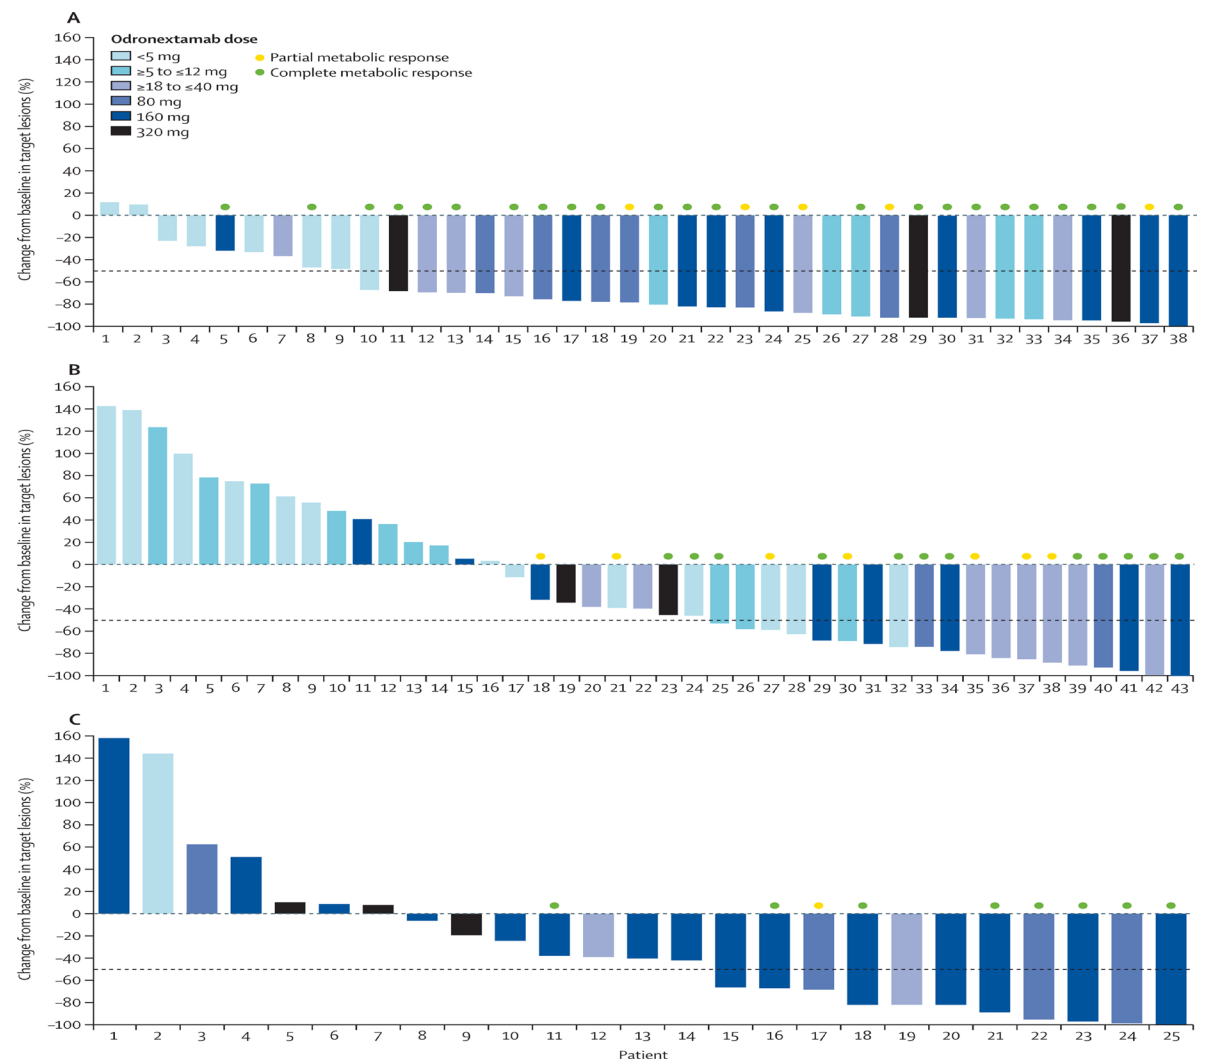 A
Odronextamab dose
<5 mg
≥5 to ≤12 mg
≥18 to ≤40 mg
80 mg
160 mg
320 mg
Partial metabolic response
Complete metabolic response
Change from baseline in target lesions (%)
160
140
120
100
80
60
40
20
0
–20
–40
–60
–80
–100
1 2 3 4 5 6 7 8 9 10 11 12 13 14 15 16 17 18 19 20 21 22 23 24 25 26 27 28 29 30 31 32 33 34 35 36 37 38
B
Change from baseline in target lesions (%)
160
140
120
100
80
60
40
20
0
–20
–40
–60
–80
–100
1 2 3 4 5 6 7 8 9 10 11 12 13 14 15 16 17 18 19 20 21 22 23 24 25 26 27 28 29 30 31 32 33 34 35 36 37 38 39 40 41 42 43
C
Change from baseline in target lesions (%)
160
140
120
100
80
60
40
20
0
–20
–40
–60
–80
–100
1 2 3 4 5 6 7 8 9 10 11 12 13 14 15 16 17 18 19 20 21 22 23 24 25
Patient